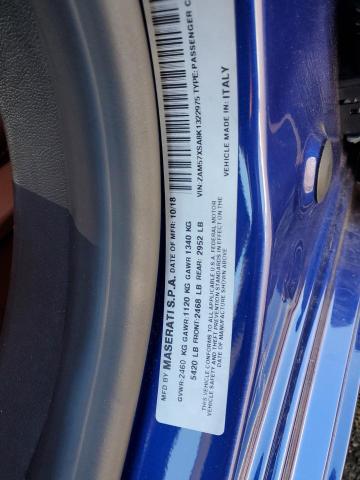 MFD BY MASERATI S.P.A. DATE OF MFR: 10/18
GVWR:2460 KG GAWR:1120 KG GAWR 1340 KG
5420 LB FRONT:2468 LB REAR: 2952 LB
THIS VEHICLE CONFORMS TO ALL APPLICABLE U.S.A. FEDERAL MOTOR
VEHICLE SAFETY AND THEFT PREVENTION STANDARDS IN EFFECT ON THE
DATE OF MANUFACTURE SHOWN ABOVE
VIN:ZAM57XSA8K1322975 TYPE:PASSENGER C
VEHICLE MADE IN: ITALY